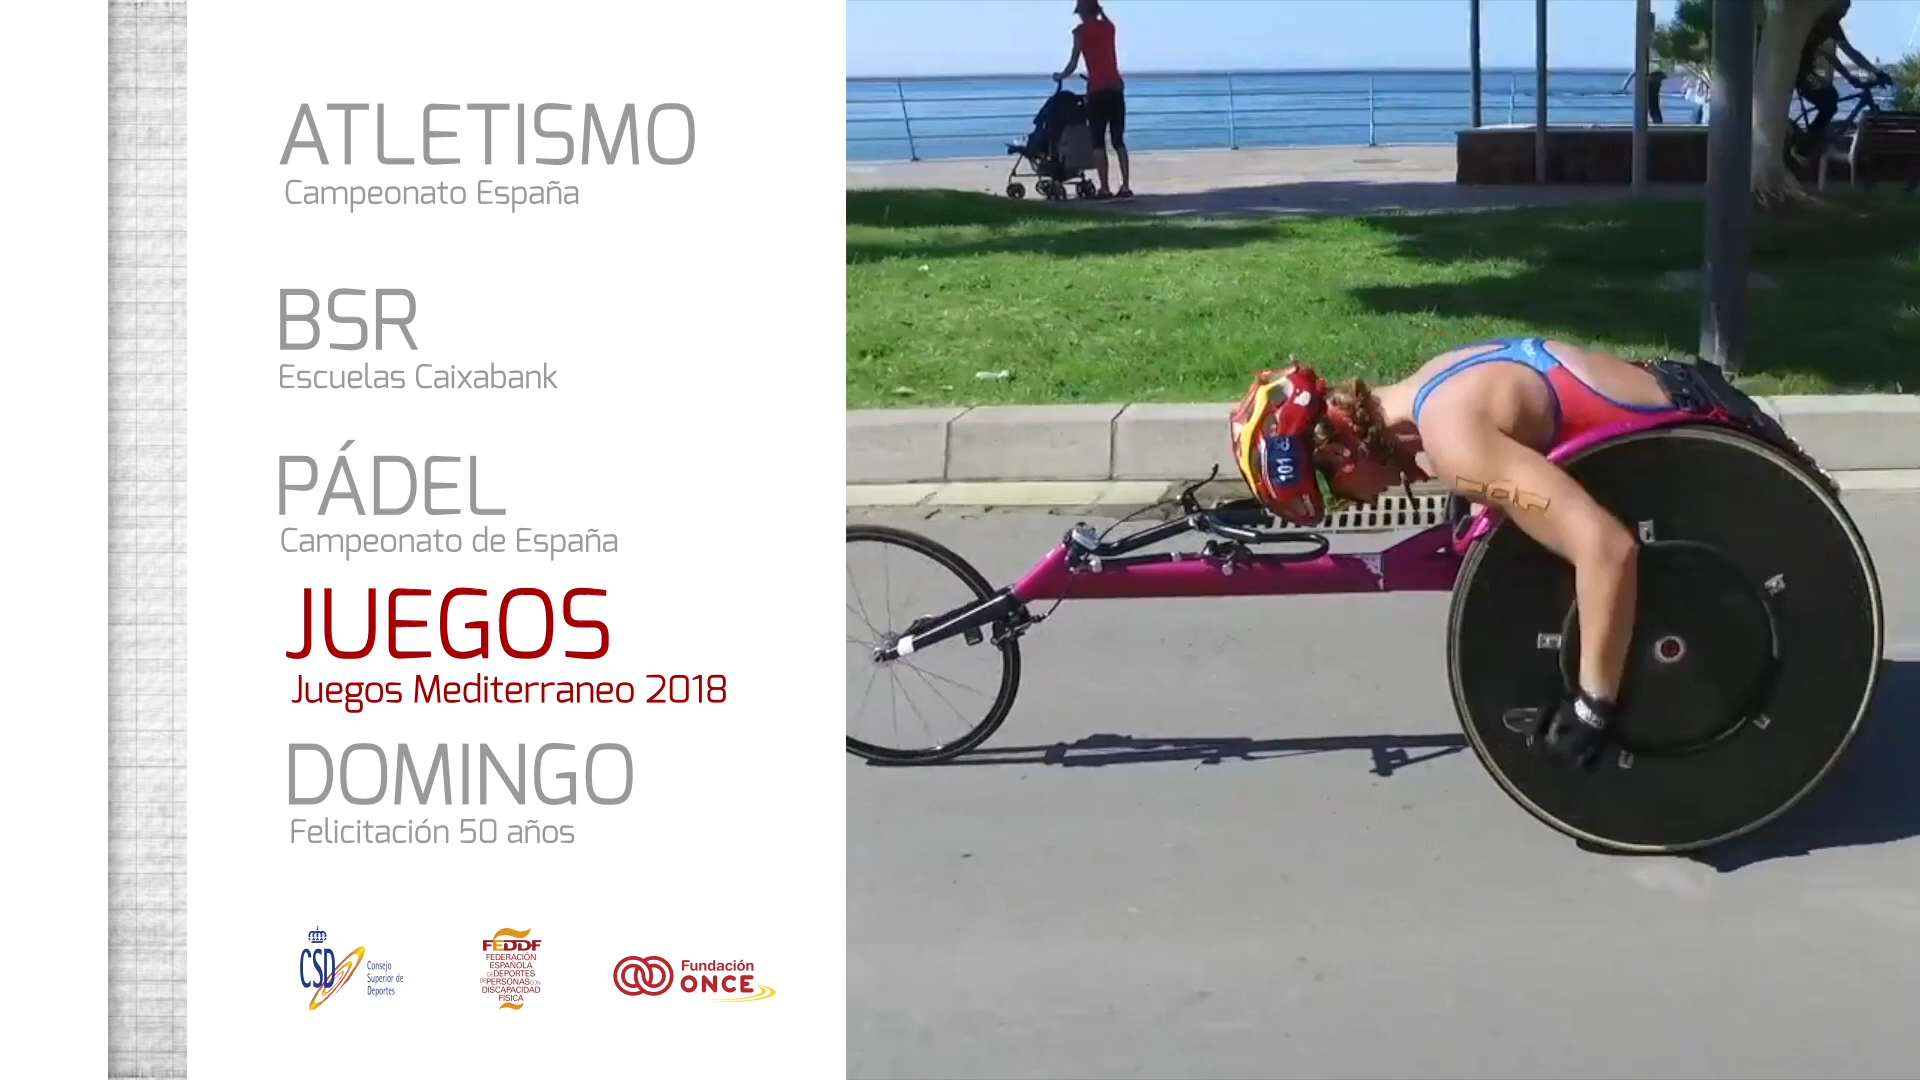 ATLETISMO
Campeonato España
BSR
Escuelas Caixabank
PÁDEL
Campeonato de España
JUEGOS
Juegos Mediterraneo 2018
DOMINGO
Felicitación 50 años
CSD
Consejo
Superior de
Deportes
FEDDF
FEDERACIÓN
ESPAÑOLA
DE DEPORTES
DE PERSONAS CON
DISCAPACIDAD
FÍSICA
Fundación
ONCE
101